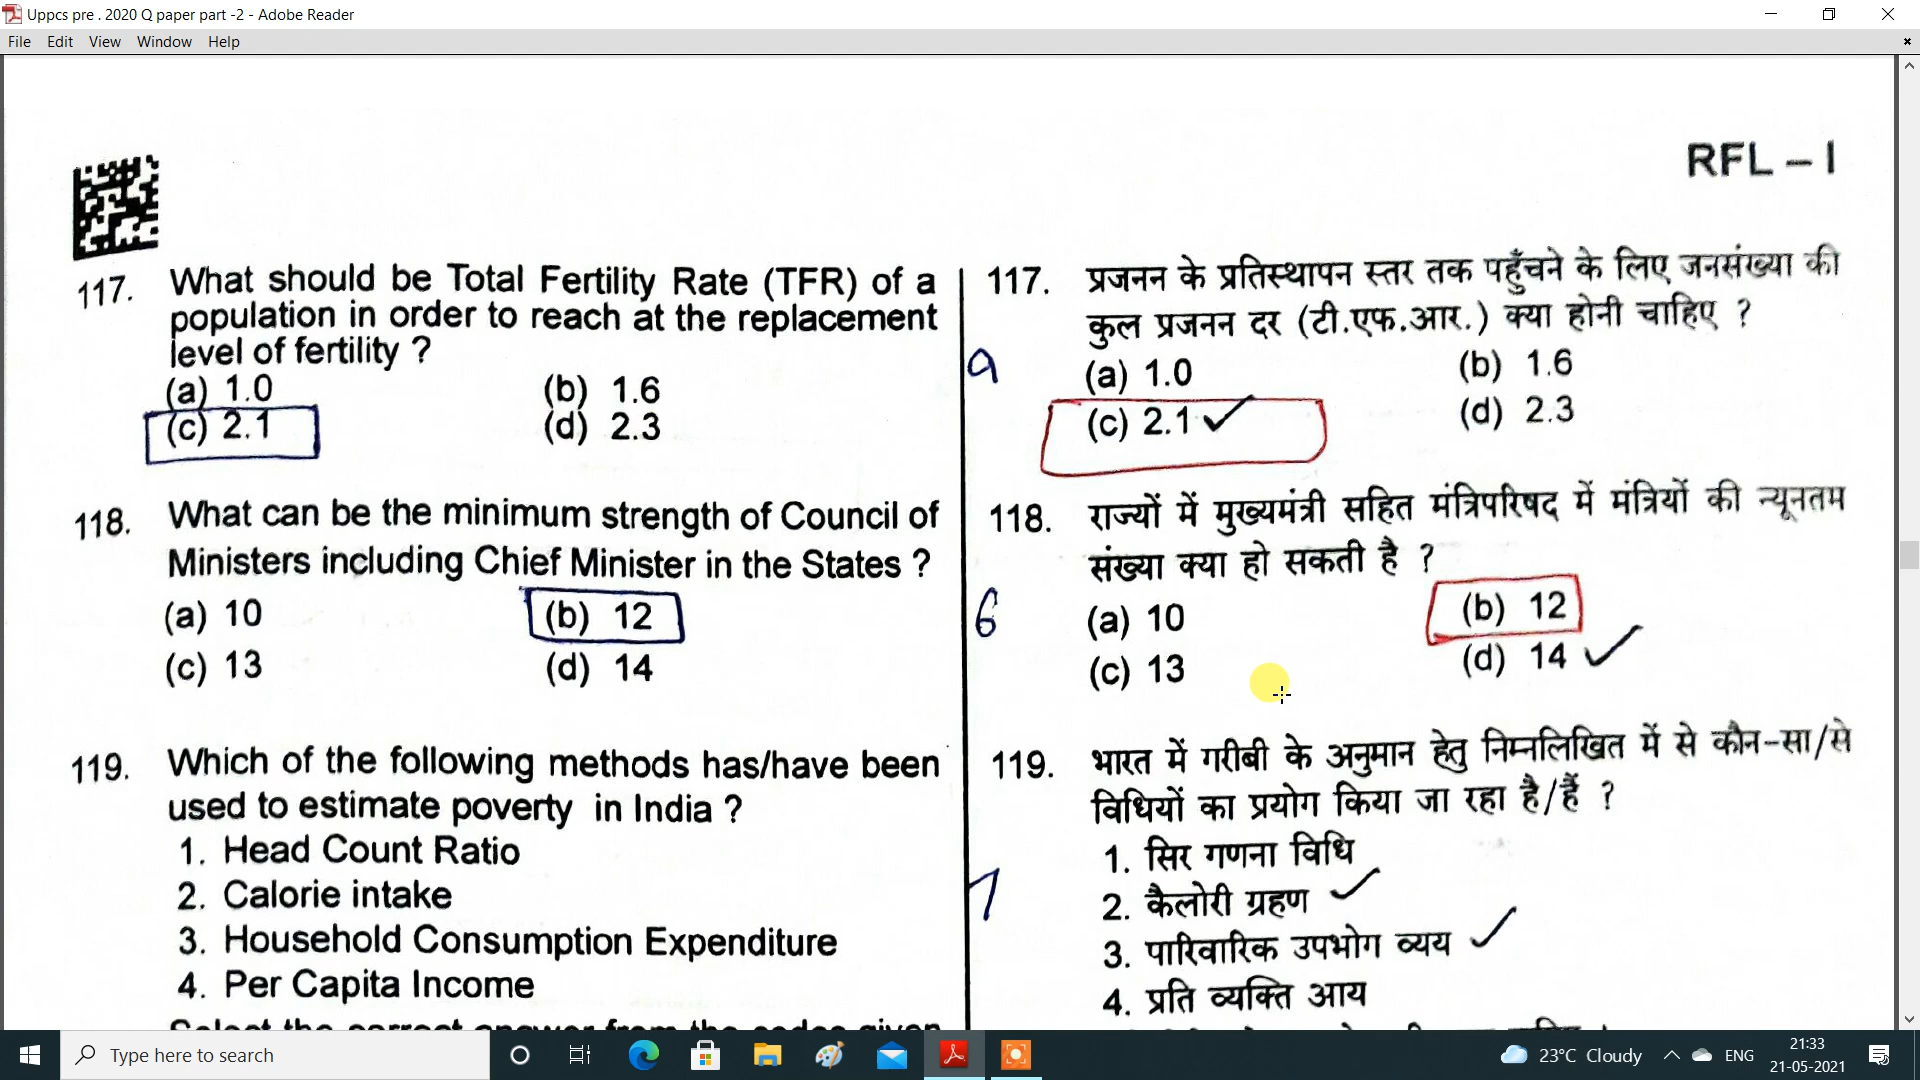 Uppcs pre . 2020 Q paper part -2 - Adobe Reader
File Edit View Window Help
RFL – I
117. What should be Total Fertility Rate (TFR) of a
population in order to reach at the replacement
level of fertility ?
(a) 1.0 (b) 1.6
(c) 2.1 (d) 2.3
118. What can be the minimum strength of Council of
Ministers including Chief Minister in the States ?
(a) 10 (b) 12
(c) 13 (d) 14
119. Which of the following methods has/have been
used to estimate poverty in India ?
1. Head Count Ratio
2. Calorie intake
3. Household Consumption Expenditure
4. Per Capita Income
Select the correct answer from the codes given
117. प्रजनन के प्रतिस्थापन स्तर तक पहुँचने के लिए जनसंख्या की
कुल प्रजनन दर (टी.एफ.आर.) क्या होनी चाहिए ?
(a) 1.0 (b) 1.6
(c) 2.1 (d) 2.3
118. राज्यों में मुख्यमंत्री सहित मंत्रिपरिषद में मंत्रियों की न्यूनतम
संख्या क्या हो सकती है ?
(a) 10 (b) 12
(c) 13 (d) 14
119. भारत में गरीबी के अनुमान हेतु निम्नलिखित में से कौन-सा/से
विधियों का प्रयोग किया जा रहा है/हैं ?
1. सिर गणना विधि
2. कैलोरी ग्रहण
3. पारिवारिक उपभोग व्यय
4. प्रति व्यक्ति आय
Type here to search
23°C Cloudy
ENG
21:33
21-05-2021